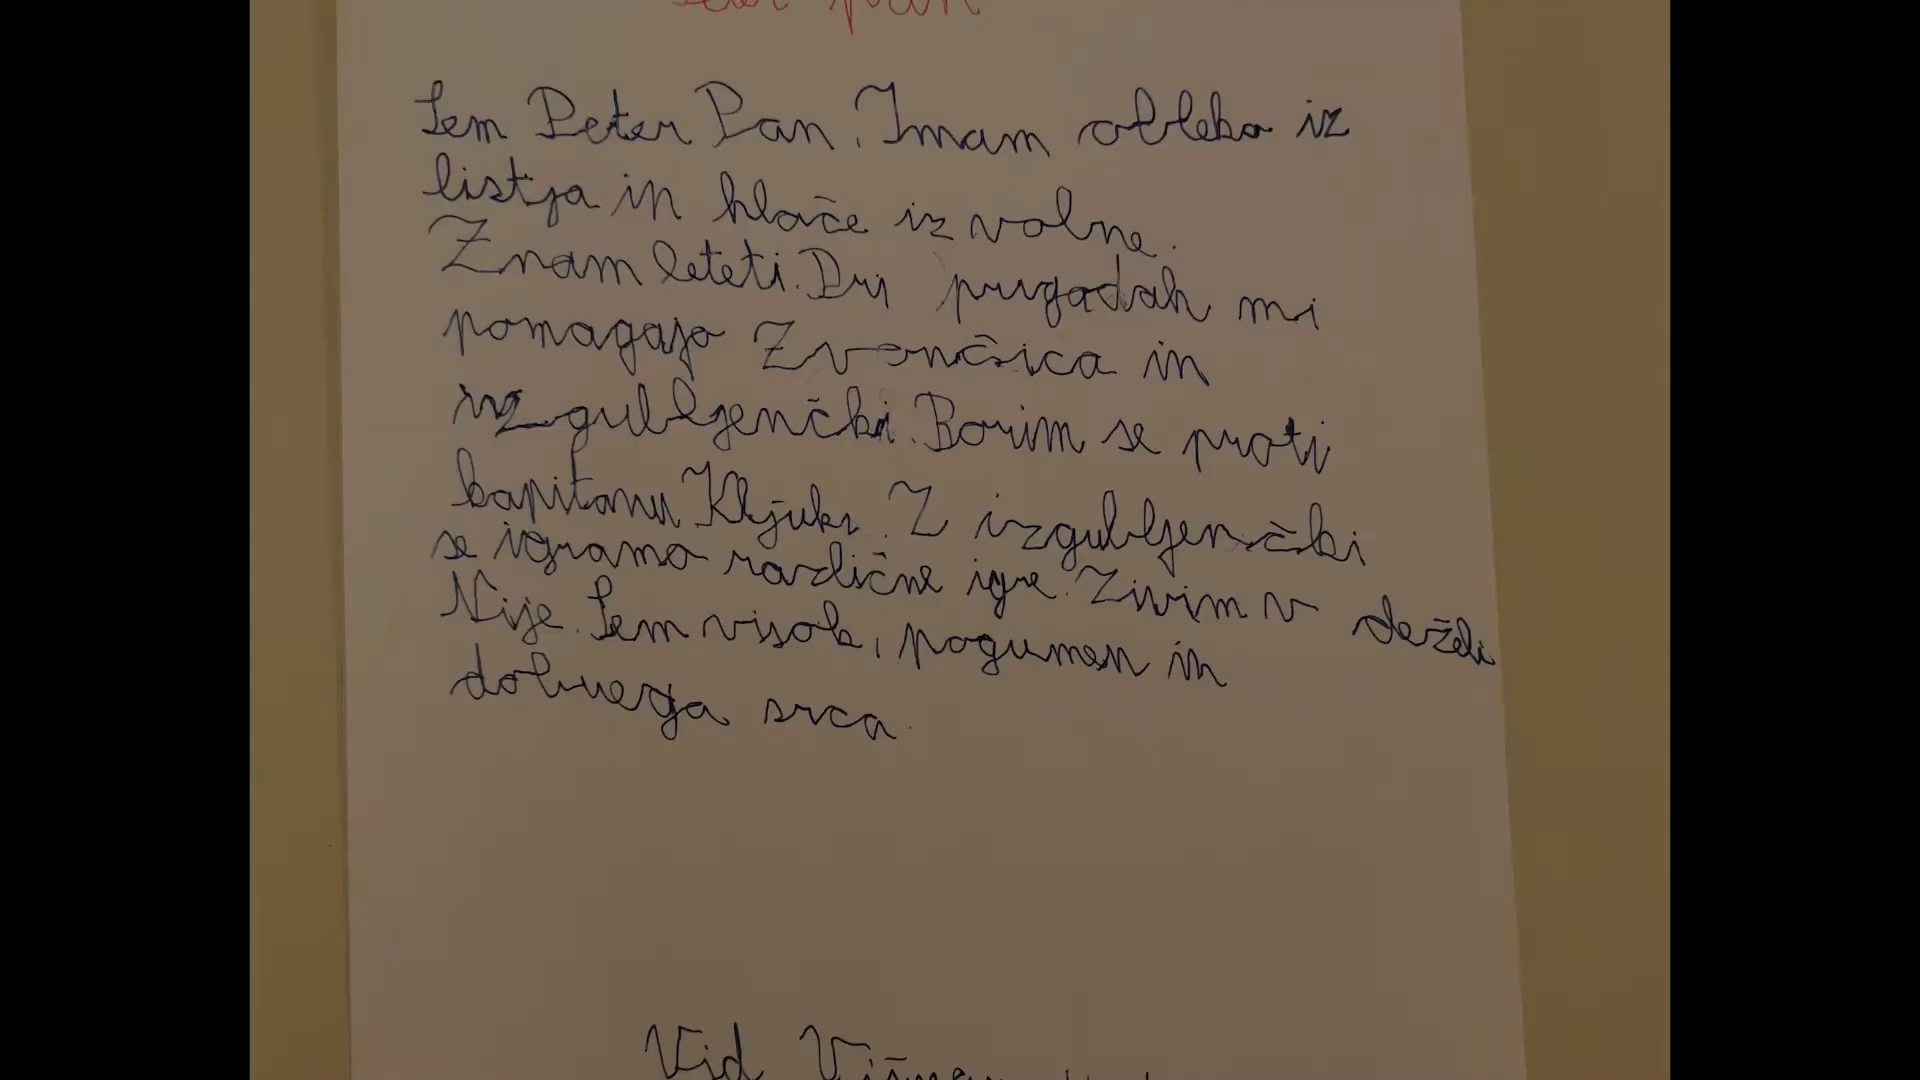 Sem Peter Pan. Imam obleko iz
listja in hlače iz volne.
Znam leteti. Pri prigodah mi
pomagajo Zvončica in
izgubljenčki. Borim se proti
kapitanu Kljuki. Z izgubljenčki
se igramo različne igre. Živim v deželi
Nije. Sem visok, pogumen in
dobrega srca.
Vid